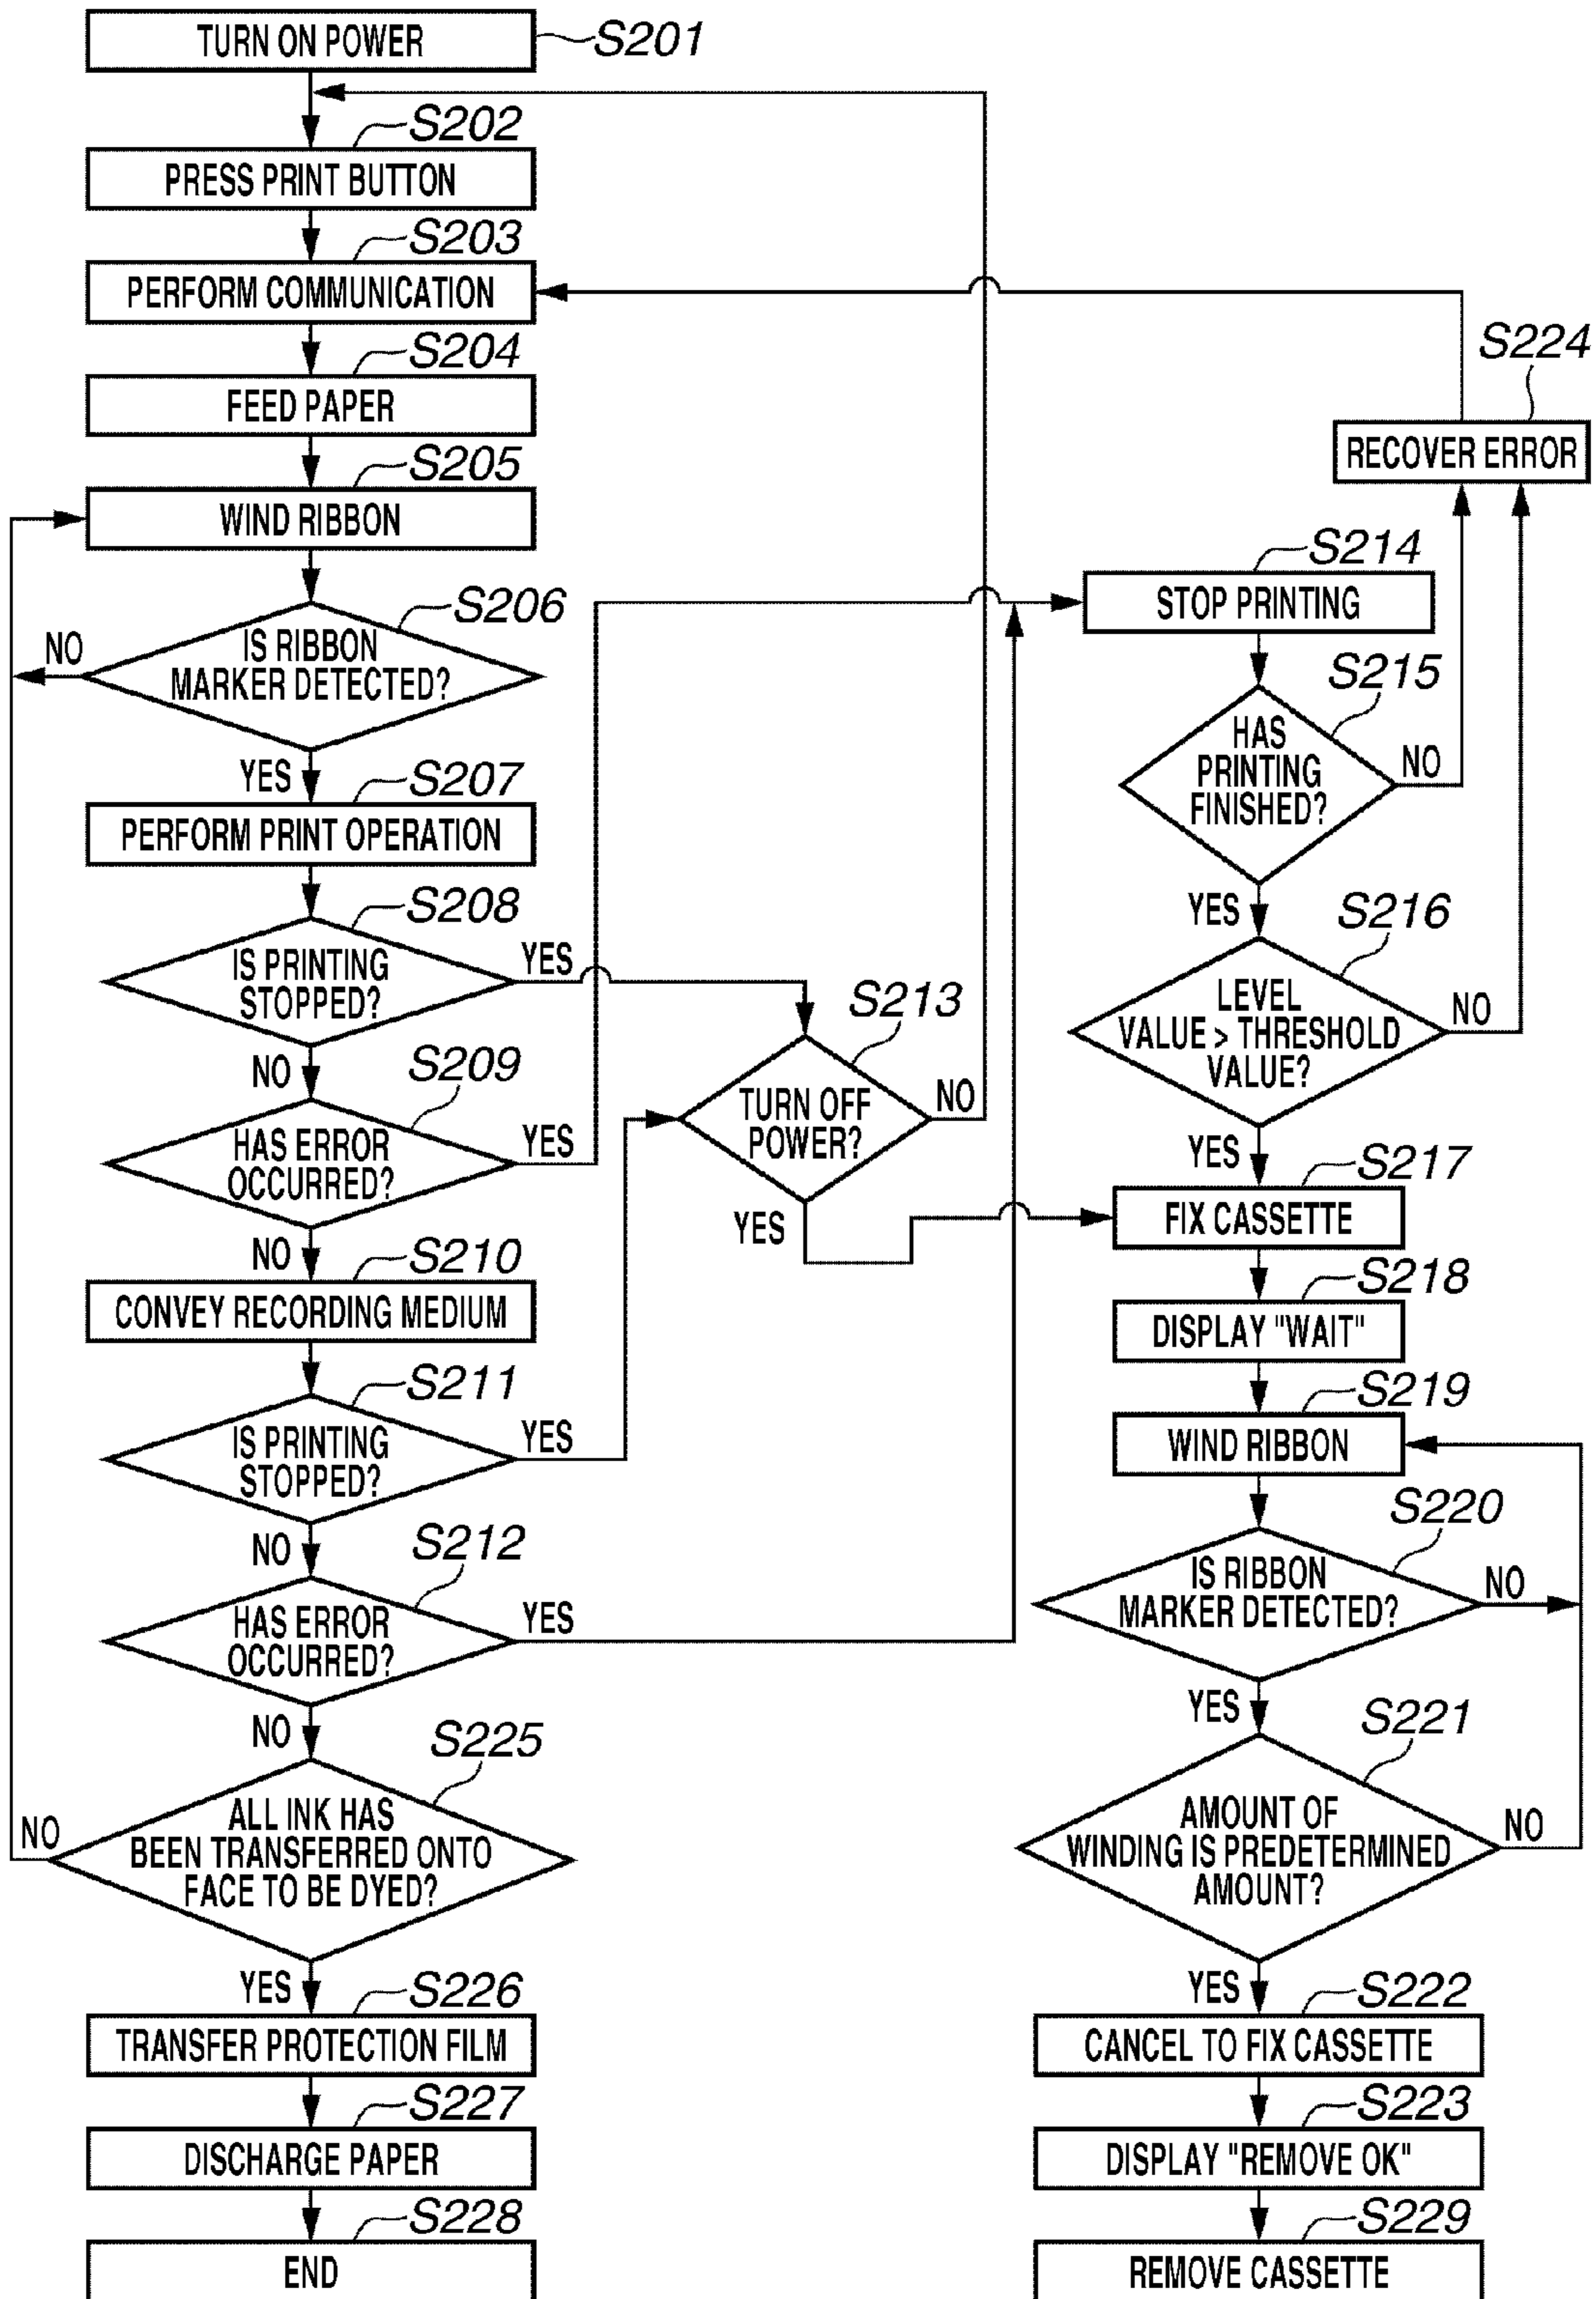 TURN ON POWER
S201
S202
PRESS PRINT BUTTON
S203
PERFORM COMMUNICATION
S204
FEED PAPER
S205
WIND RIBBON
S206
IS RIBBON
MARKER DETECTED?
NO
YES
S207
PERFORM PRINT OPERATION
S208
IS PRINTING
STOPPED?
YES
NO
S209
HAS ERROR
OCCURRED?
YES
NO
S210
CONVEY RECORDING MEDIUM
S211
IS PRINTING
STOPPED?
YES
NO
S212
HAS ERROR
OCCURRED?
YES
NO
S225
ALL INK HAS
BEEN TRANSFERRED ONTO
FACE TO BE DYED?
NO
YES
S226
TRANSFER PROTECTION FILM
S227
DISCHARGE PAPER
S228
END
S213
TURN OFF
POWER?
NO
YES
S224
RECOVER ERROR
S214
STOP PRINTING
S215
HAS
PRINTING
FINISHED?
NO
YES
S216
LEVEL
VALUE > THRESHOLD
VALUE?
NO
YES
S217
FIX CASSETTE
S218
DISPLAY "WAIT"
S219
WIND RIBBON
S220
IS RIBBON
MARKER DETECTED?
NO
YES
S221
AMOUNT OF
WINDING IS PREDETERMINED
AMOUNT?
NO
YES
S222
CANCEL TO FIX CASSETTE
S223
DISPLAY "REMOVE OK"
S229
REMOVE CASSETTE